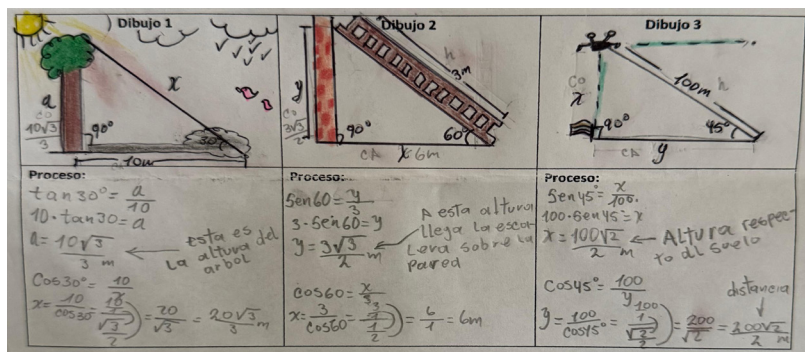 Dibujo 1
x
a
CO
10√3
3
90°
30°
10m
Proceso:
tan30°= a/10
10·tan30=a
a= 10√3/3 m
esta es
la altura del
arbol
Cos30°= 10/x
x= 10/cos30 = 20/√3 = 20√3/3 m
Dibujo 2
h
3m
y
CO
3√3
2
90°
60°
CA x 6m
Proceso:
Sen60= y/3
3·Sen60=y
y= 3√3/2 m
A esta altura
llega la esca
lera sobre la
pared
cos60= x/3
x= 3/cos60 = 6/1 = 6m
Dibujo 3
h
100m
CO
x
90°
45°
CA y
Proceso:
Sen45°= x/100
100·Sen45=x
x= 100√2/2 m
Altura respec-
to al suelo
cos45°= 100/y
distancia
y= 100/cos45° = 200/√2 = 200√2/2 m